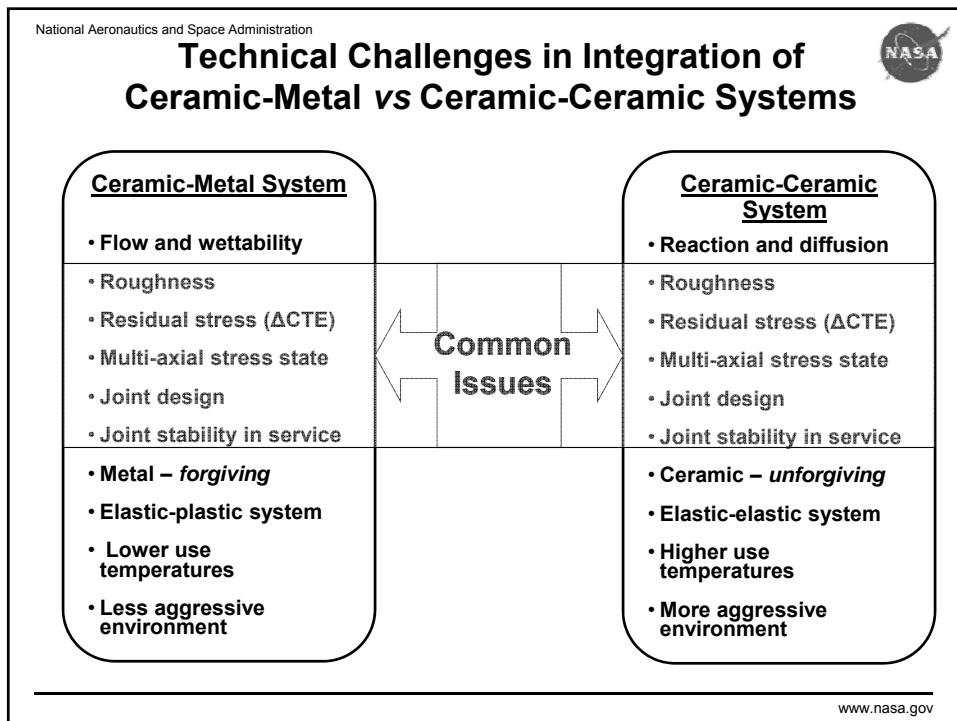 National Aeronautics and Space Administration
Technical Challenges in Integration of
Ceramic-Metal vs Ceramic-Ceramic Systems
NASA
Ceramic-Metal System
• Flow and wettability
• Roughness
• Residual stress (ΔCTE)
• Multi-axial stress state
• Joint design
• Joint stability in service
• Metal – forgiving
• Elastic-plastic system
• Lower use
temperatures
• Less aggressive
environment
Common
Issues
Ceramic-Ceramic
System
• Reaction and diffusion
• Roughness
• Residual stress (ΔCTE)
• Multi-axial stress state
• Joint design
• Joint stability in service
• Ceramic – unforgiving
• Elastic-elastic system
• Higher use
temperatures
• More aggressive
environment
www.nasa.gov